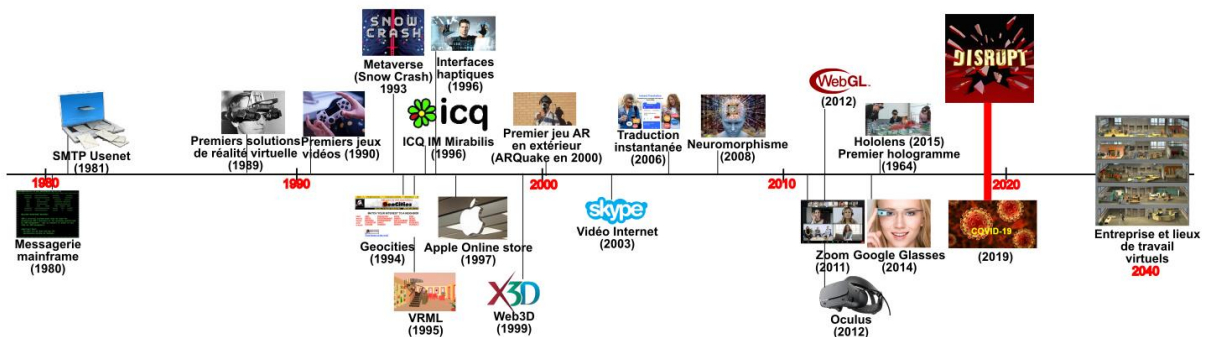 SNOW
CRASH
Metaverse
(Snow Crash)
1993
Interfaces
haptiques
(1996)
DISRUPT
WebGL
(2012)
SMTP Usenet
(1981)
Premiers solutions
de réalité virtuelle
(1989)
Premiers jeux
vidéos (1990)
icq
ICQ IM Mirabilis
(1996)
Premier jeu AR
en extérieur
(ARQuake en 2000)
Traduction
instantanée
(2006)
Neuromorphisme
(2008)
Hololens (2015)
Premier hologramme
(1964)
1980
1990
2000
2010
2020
IBM
Messagerie
mainframe
(1980)
GeoCities
Geocities
(1994)
Apple Online store
(1997)
skype
Vidéo Internet
(2003)
Zoom
(2011)
Google Glasses
(2014)
COVID-19
(2019)
Entreprise et lieux
de travail
virtuels
2040
VRML
(1995)
X3D
Web3D
(1999)
Oculus
(2012)